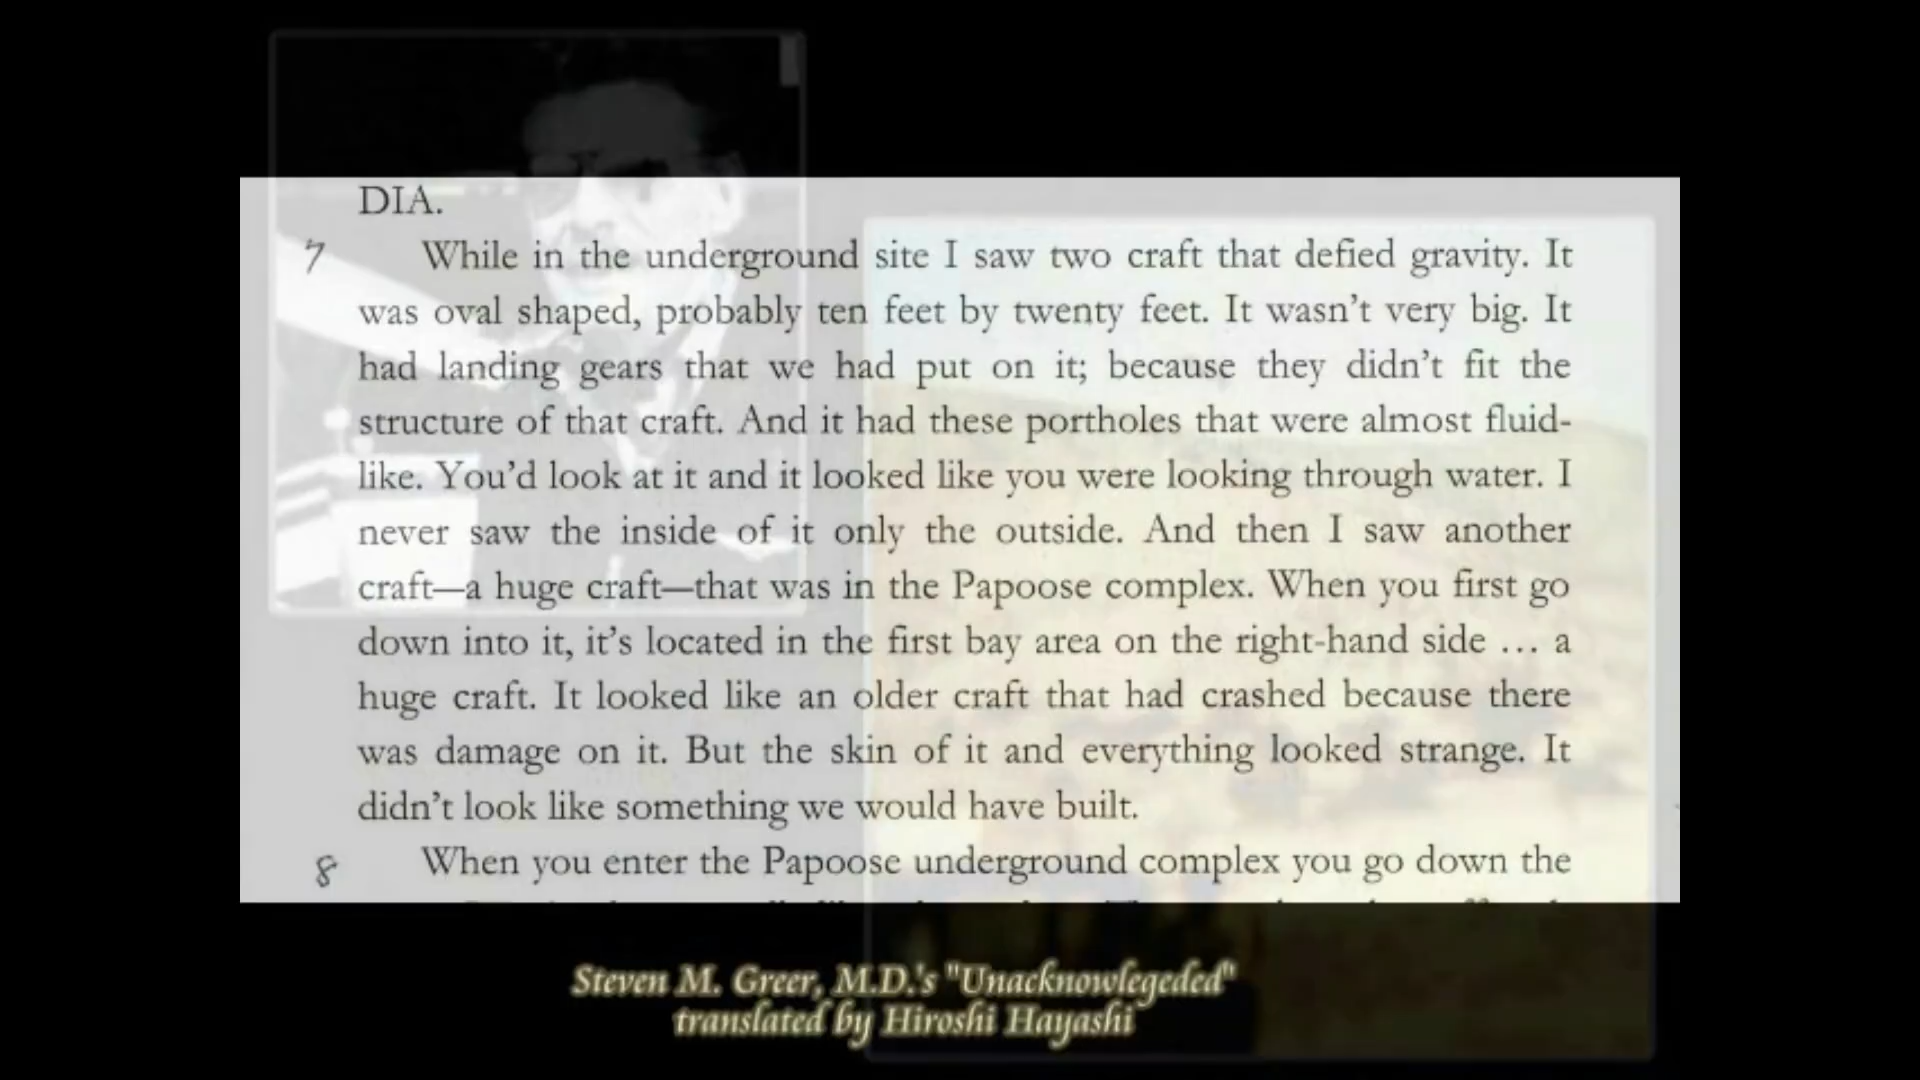 DIA.
7 While in the underground site I saw two craft that defied gravity. It
was oval shaped, probably ten feet by twenty feet. It wasn't very big. It
had landing gears that we had put on it; because they didn't fit the
structure of that craft. And it had these portholes that were almost fluid-
like. You'd look at it and it looked like you were looking through water. I
never saw the inside of it only the outside. And then I saw another
craft—a huge craft—that was in the Papoose complex. When you first go
down into it, it's located in the first bay area on the right-hand side … a
huge craft. It looked like an older craft that had crashed because there
was damage on it. But the skin of it and everything looked strange. It
didn't look like something we would have built.
8 When you enter the Papoose underground complex you go down the
Steven M. Greer, M.D.'s "Unacknowlegeded"
translated by Hiroshi Hayashi